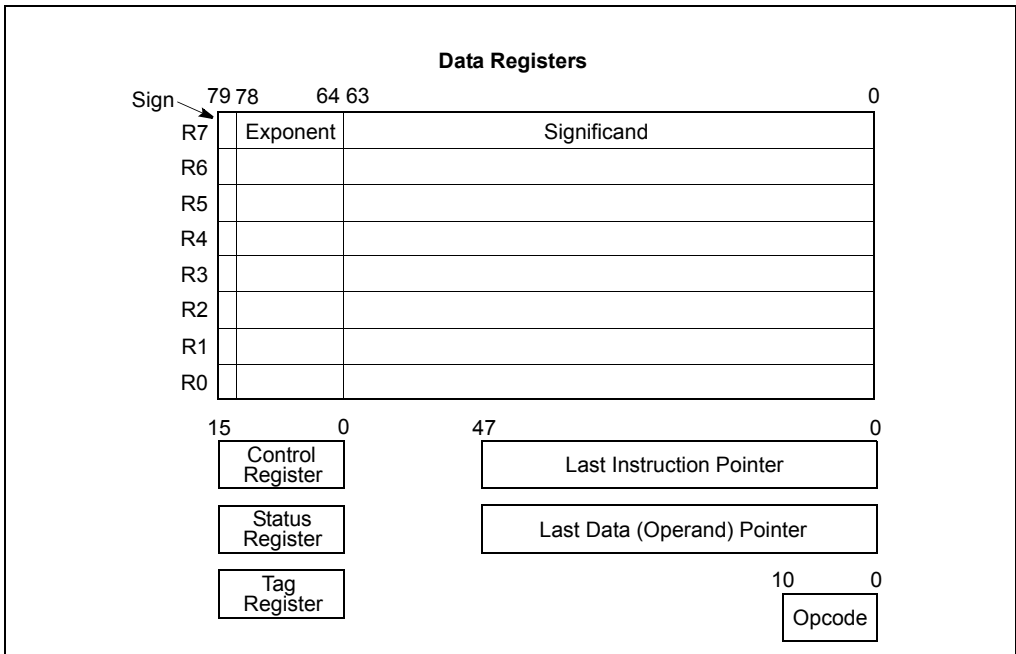 Data Registers
Sign 79 78 64 63 0
R7 Exponent Significand
R6
R5
R4
R3
R2
R1
R0
15 0 47 0
Control
Register
Last Instruction Pointer
Status
Register
Last Data (Operand) Pointer
10 0
Tag
Register
Opcode